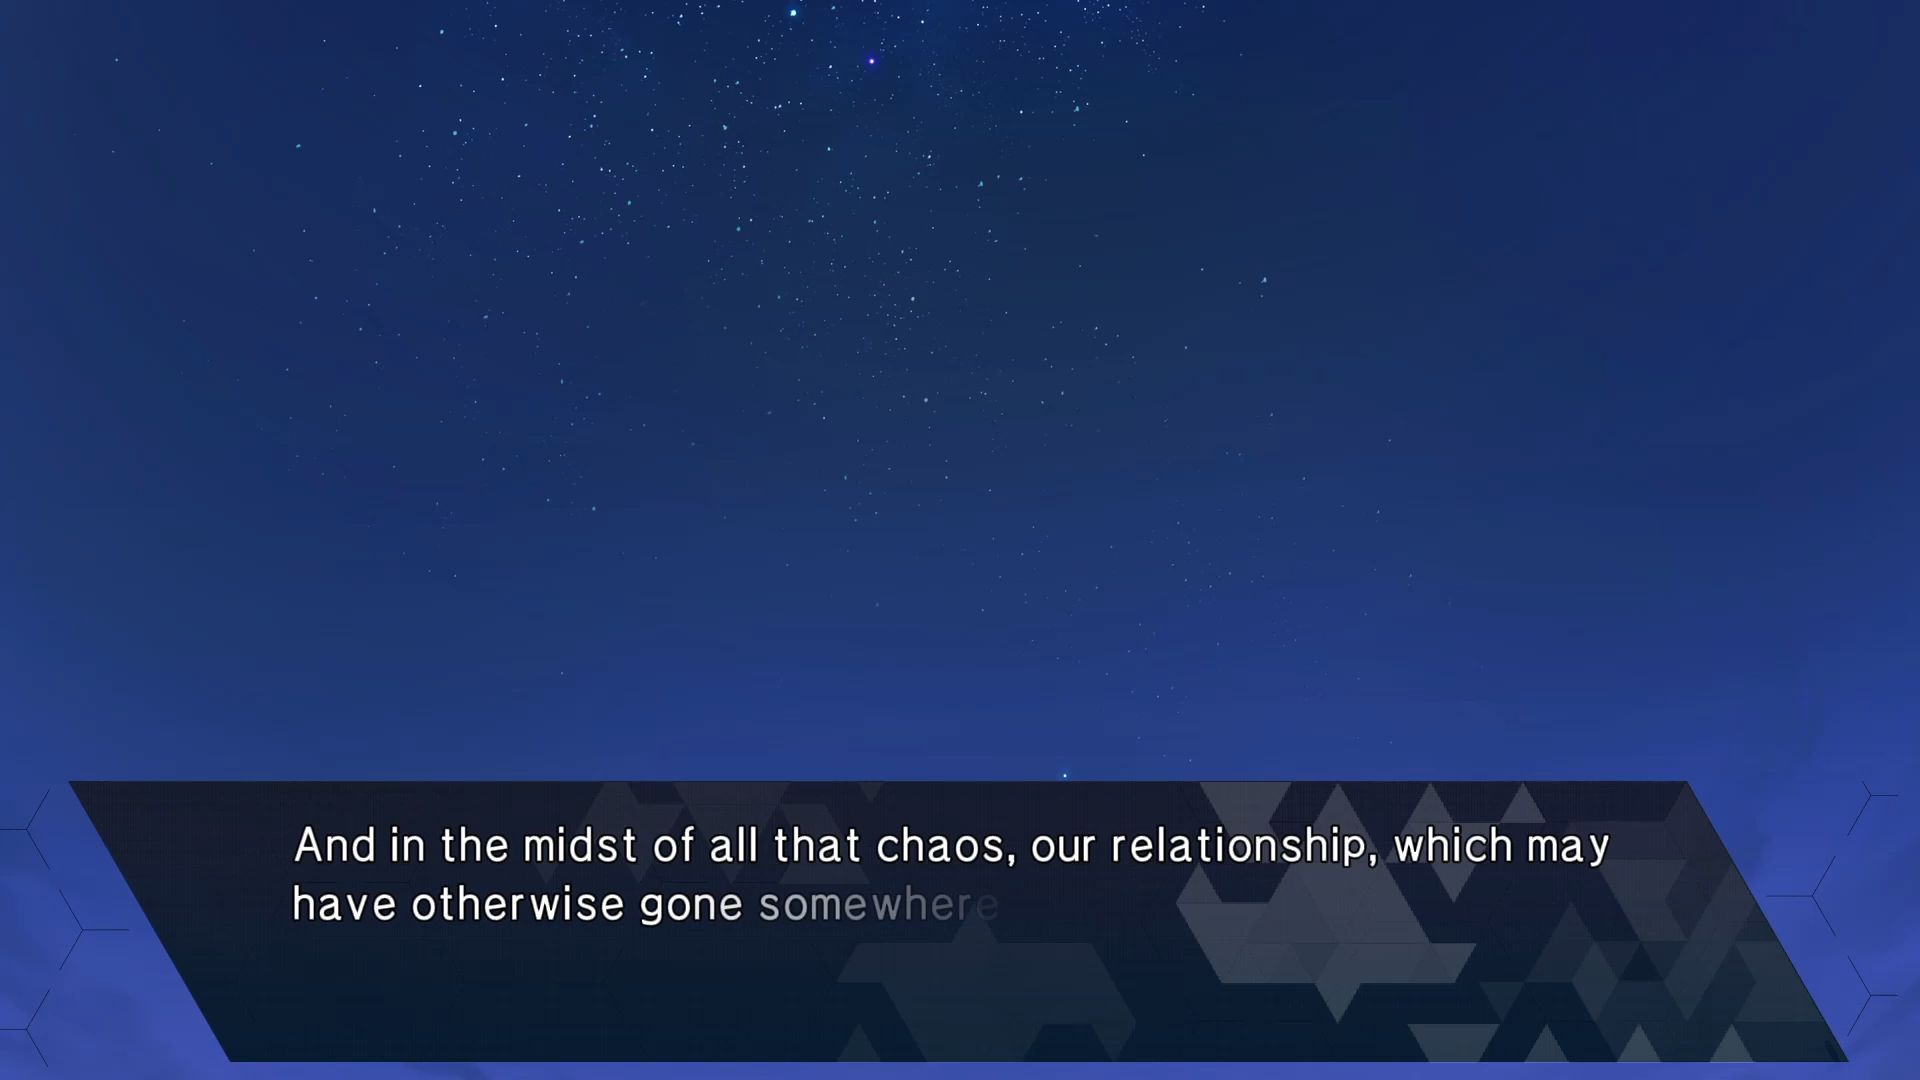 And in the midst of all that chaos, our relationship, which may
have otherwise gone somewhere